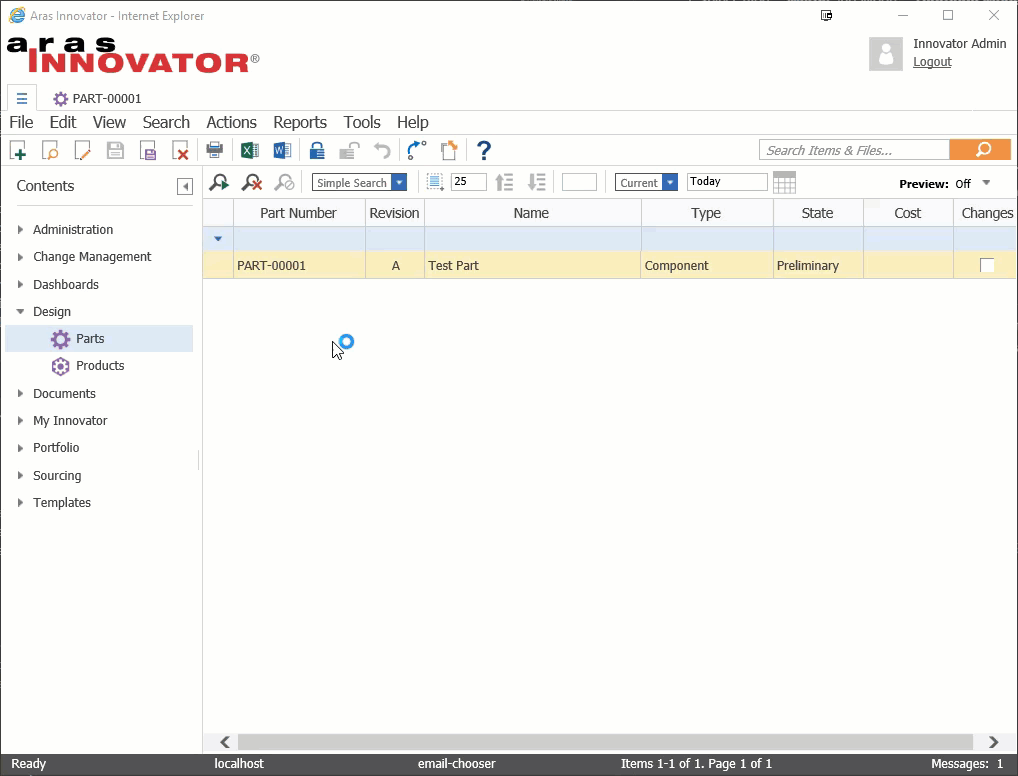 Aras Innovator - Internet Explorer
aras
INNOVATOR®
Innovator Admin
Logout
PART-00001
File Edit View Search Actions Reports Tools Help
Search Items & Files...
Contents
Simple Search 25 Current Today Preview: Off
Part Number Revision Name Type State Cost Changes
PART-00001 A Test Part Component Preliminary
Administration
Change Management
Dashboards
Design
Parts
Products
Documents
My Innovator
Portfolio
Sourcing
Templates
Ready localhost email-chooser Items 1-1 of 1. Page 1 of 1 Messages: 1